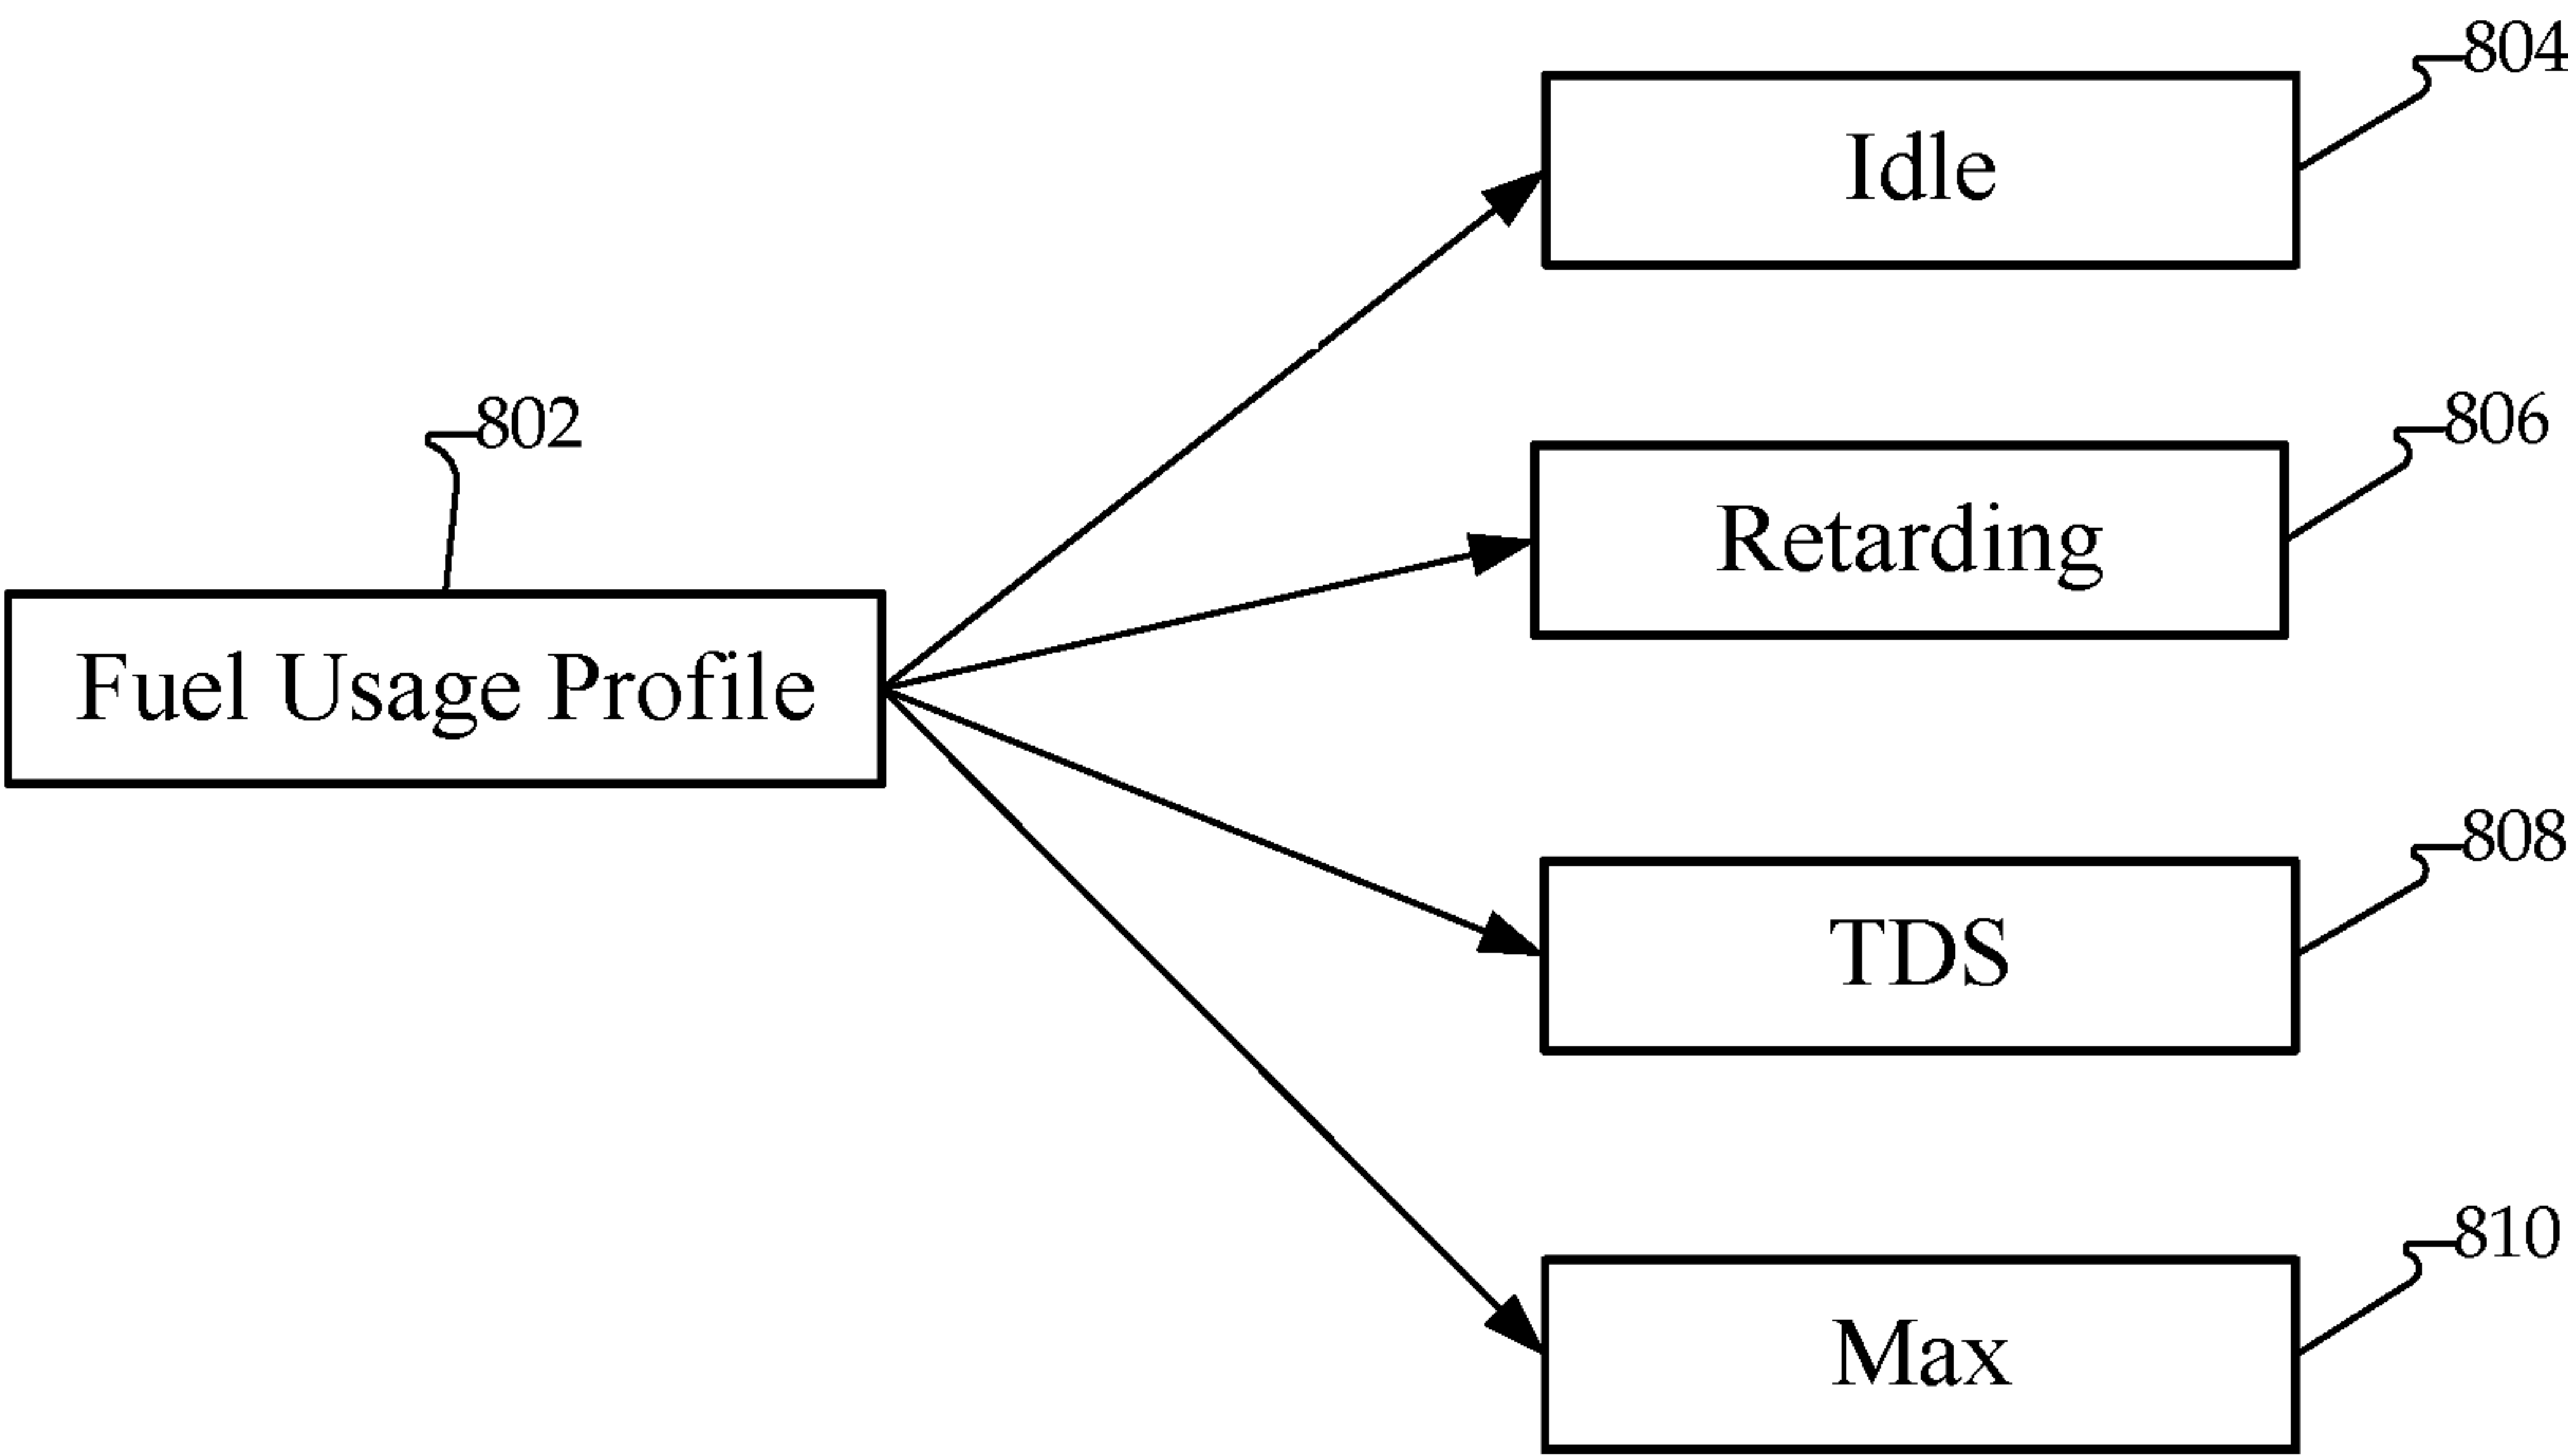 804
Idle
806
Retarding
802
Fuel Usage Profile
808
TDS
810
Max